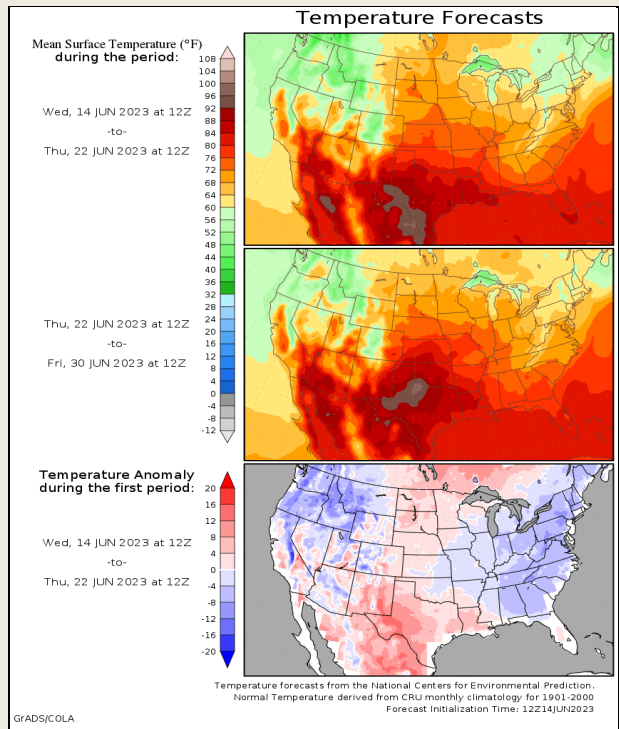 Temperature Forecasts
Mean Surface Temperature (°F)
during the period:
Wed, 14 JUN 2023 at 12Z
-to-
Thu, 22 JUN 2023 at 12Z
108
104
100
96
92
88
84
80
76
72
68
64
60
56
52
48
44
40
36
32
28
24
20
16
12
8
4
0
-4
-8
-12
Thu, 22 JUN 2023 at 12Z
-to-
Fri, 30 JUN 2023 at 12Z
Temperature Anomaly
during the first period:
Wed, 14 JUN 2023 at 12Z
-to-
Thu, 22 JUN 2023 at 12Z
20
16
12
8
4
0
-4
-8
-12
-16
-20
Temperature forecasts from the National Centers for Environmental Prediction.
Normal Temperature derived from CRU monthly climatology for 1901-2000
Forecast Initialization Time: 12Z14JUN2023
GrADS/COLA